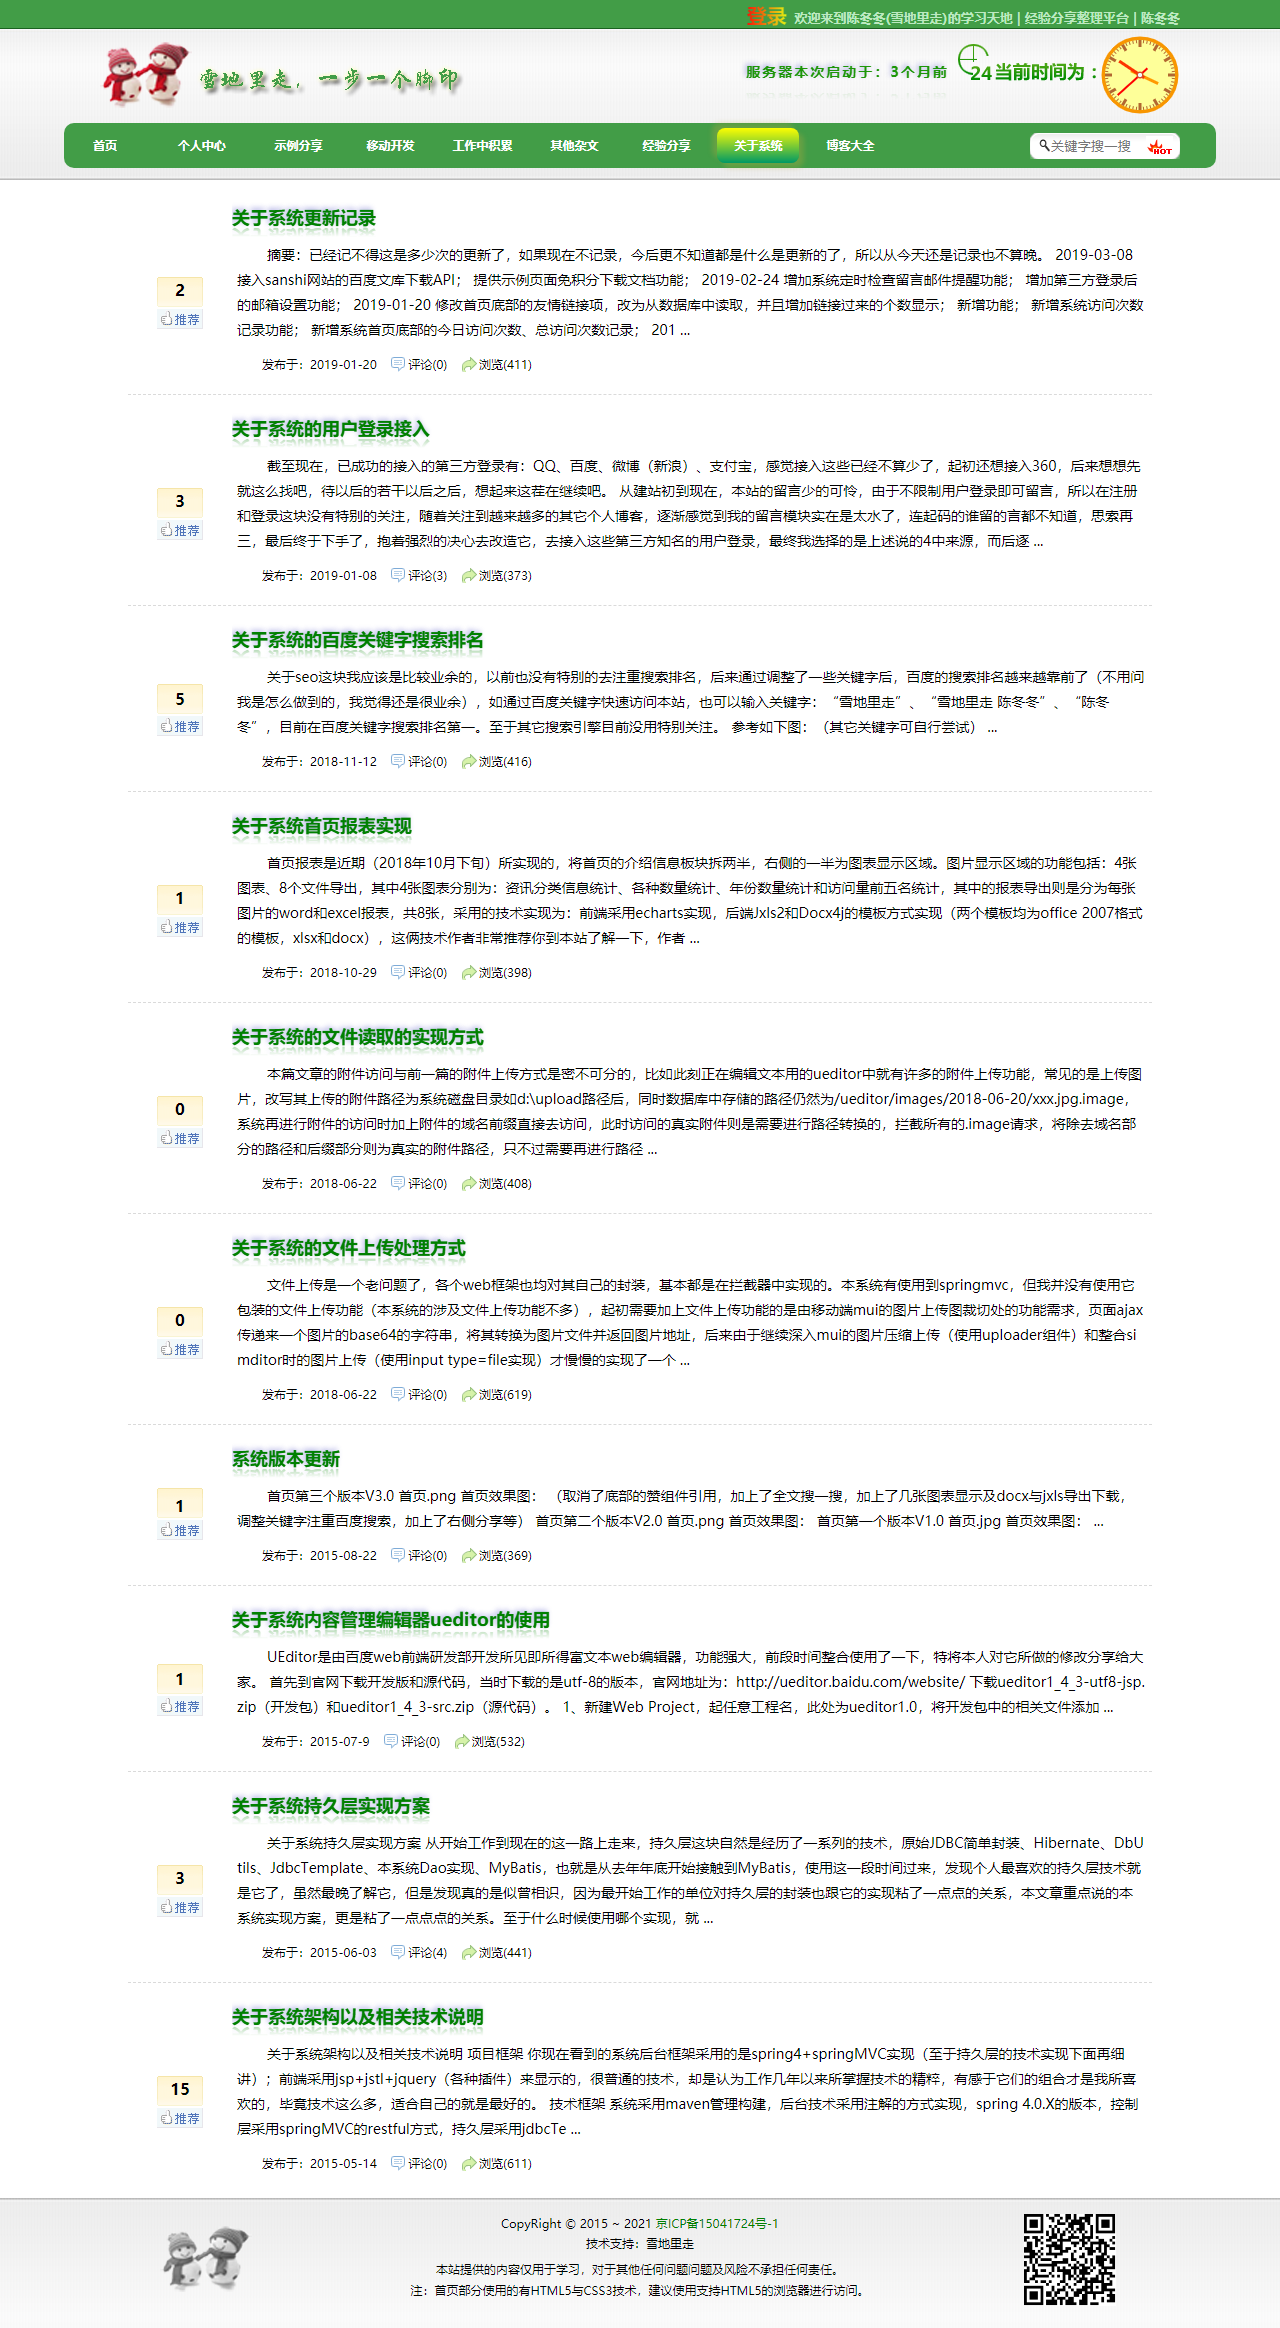 登录 欢迎来到陈冬冬(雪地里走)的学习天地 | 经验分享整理平台 | 陈冬冬
雪地里走，一步一个脚印
服务器本次启动于：3个月前 24 当前时间为：
首页 个人中心 示例分享 移动开发 工作中积累 其他杂文 经验分享 关于系统 博客大全 关键字搜一搜 HOT
关于系统更新记录
摘要：已经记不得这是多少次的更新了，如果现在不记录，今后更不知道都是什么是更新的了，所以从今天还是记录也不算晚。 2019-03-08
接入sanshi网站的百度文库下载API； 提供示例页面免积分下载文档功能； 2019-02-24 增加系统定时检查留言邮件提醒功能； 增加第三方登录后
的邮箱设置功能； 2019-01-20 修改首页底部的友情链接项，改为从数据库中读取，并且增加链接过来的个数显示； 新增功能； 新增系统访问次数
记录功能； 新增系统首页底部的今日访问次数、总访问次数记录； 201 ...
2
推荐
发布于：2019-01-20 评论(0) 浏览(411)
关于系统的用户登录接入
截至现在，已成功的接入的第三方登录有：QQ、百度、微博（新浪）、支付宝，感觉接入这些已经不算少了，起初还想接入360，后来想想先
就这么找吧，待以后的若干以后之后，想起来这茬在继续吧。 从建站初到现在，本站的留言少的可怜，由于不限制用户登录即可留言，所以在注册
和登录这块没有特别的关注，随着关注到越来越多的其它个人博客，逐渐感觉到我的留言模块实在是太水了，连起码的谁留的言都不知道，思索再
三，最后终于下手了，抱着强烈的决心去改造它，去接入这些第三方知名的用户登录，最终我选择的是上述说的4中来源，而后逐 ...
3
推荐
发布于：2019-01-08 评论(3) 浏览(373)
关于系统的百度关键字搜索排名
关于seo这块我应该是比较业余的，以前也没有特别的去注重搜索排名，后来通过调整了一些关键字后，百度的搜索排名越来越靠前了（不用问
我是怎么做到的，我觉得还是很业余），如通过百度关键字快速访问本站，也可以输入关键字：“雪地里走”、“雪地里走 陈冬冬”、“陈冬
冬”，目前在百度关键字搜索排名第一。至于其它搜索引擎目前没用特别关注。 参考如下图：（其它关键字可自行尝试） ...
5
推荐
发布于：2018-11-12 评论(0) 浏览(416)
关于系统首页报表实现
首页报表是近期（2018年10月下旬）所实现的，将首页的介绍信息板块拆两半，右侧的一半为图表显示区域。图片显示区域的功能包括：4张
图表、8个文件导出，其中4张图表分别为：资讯分类信息统计、各种数量统计、年份数量统计和访问量前五名统计，其中的报表导出则是分为每张
图片的word和excel报表，共8张，采用的技术实现为：前端采用echarts实现，后端Jxls2和Docx4j的模板方式实现（两个模板均为office 2007格式
的模板，xlsx和docx），这俩技术作者非常推荐你到本站了解一下，作者 ...
1
推荐
发布于：2018-10-29 评论(0) 浏览(398)
关于系统的文件读取的实现方式
本篇文章的附件访问与前一篇的附件上传方式是密不可分的，比如此刻正在编辑文本用的ueditor中就有许多的附件上传功能，常见的是上传图
片，改写其上传的附件路径为系统磁盘目录如d:\upload路径后，同时数据库中存储的路径仍然为/ueditor/images/2018-06-20/xxx.jpg.image，
系统再进行附件的访问时加上附件的域名前缀直接去访问，此时访问的真实附件则是需要进行路径转换的，拦截所有的.image请求，将除去域名部
分的路径和后缀部分则为真实的附件路径，只不过需要再进行路径 ...
0
推荐
发布于：2018-06-22 评论(0) 浏览(408)
关于系统的文件上传处理方式
文件上传是一个老问题了，各个web框架也均对其自己的封装，基本都是在拦截器中实现的。本系统有使用到springmvc，但我并没有使用它
包装的文件上传功能（本系统的涉及文件上传功能不多），起初需要加上文件上传功能的是由移动端mui的图片上传图裁切处的功能需求，页面ajax
传递来一个图片的base64的字符串，将其转换为图片文件并返回图片地址，后来由于继续深入mui的图片压缩上传（使用uploader组件）和整合si
mditor时的图片上传（使用input type=file实现）才慢慢的实现了一个 ...
0
推荐
发布于：2018-06-22 评论(0) 浏览(619)
系统版本更新
首页第三个版本V3.0 首页.png 首页效果图： （取消了底部的赞组件引用，加上了全文搜一搜，加上了几张图表显示及docx与jxls导出下载，
调整关键字注重百度搜索，加上了右侧分享等） 首页第二个版本V2.0 首页.png 首页效果图： 首页第一个版本V1.0 首页.jpg 首页效果图： ...
1
推荐
发布于：2015-08-22 评论(0) 浏览(369)
关于系统内容管理编辑器ueditor的使用
UEditor是由百度web前端研发部开发所见即所得富文本web编辑器，功能强大，前段时间整合使用了一下，特将本人对它所做的修改分享给大
家。 首先到官网下载开发版和源代码，当时下载的是utf-8的版本，官网地址为：http://ueditor.baidu.com/website/ 下载ueditor1_4_3-utf8-jsp.
zip（开发包）和ueditor1_4_3-src.zip（源代码）。 1、新建Web Project，起任意工程名，此处为ueditor1.0，将开发包中的相关文件添加 ...
1
推荐
发布于：2015-07-9 评论(0) 浏览(532)
关于系统持久层实现方案
关于系统持久层实现方案 从开始工作到现在的这一路上走来，持久层这块自然是经历了一系列的技术，原始JDBC简单封装、Hibernate、DbU
tils、JdbcTemplate、本系统Dao实现、MyBatis，也就是从去年年底开始接触到MyBatis，使用这一段时间过来，发现个人最喜欢的持久层技术就
是它了，虽然最晚了解它，但是发现真的是似曾相识，因为最开始工作的单位对持久层的封装也跟它的实现粘了一点点的关系，本文章重点说的本
系统实现方案，更是粘了一点点点的关系。至于什么时候使用哪个实现，就 ...
3
推荐
发布于：2015-06-03 评论(4) 浏览(441)
关于系统架构以及相关技术说明
关于系统架构以及相关技术说明 项目框架 你现在看到的系统后台框架采用的是spring4+springMVC实现（至于持久层的技术实现下面再细
讲）；前端采用jsp+jstl+jquery（各种插件）来显示的，很普通的技术，却是认为工作几年以来所掌握技术的精粹，有感于它们的组合才是我所喜
欢的，毕竟技术这么多，适合自己的就是最好的。 技术框架 系统采用maven管理构建，后台技术采用注解的方式实现，spring 4.0.X的版本，控制
层采用springMVC的restful方式，持久层采用jdbcTe ...
15
推荐
发布于：2015-05-14 评论(0) 浏览(611)
CopyRight © 2015 ~ 2021 京ICP备15041724号-1
技术支持：雪地里走
本站提供的内容仅用于学习，对于其他任何问题问题及风险不承担任何责任。
注：首页部分使用的有HTML5与CSS3技术，建议使用支持HTML5的浏览器进行访问。